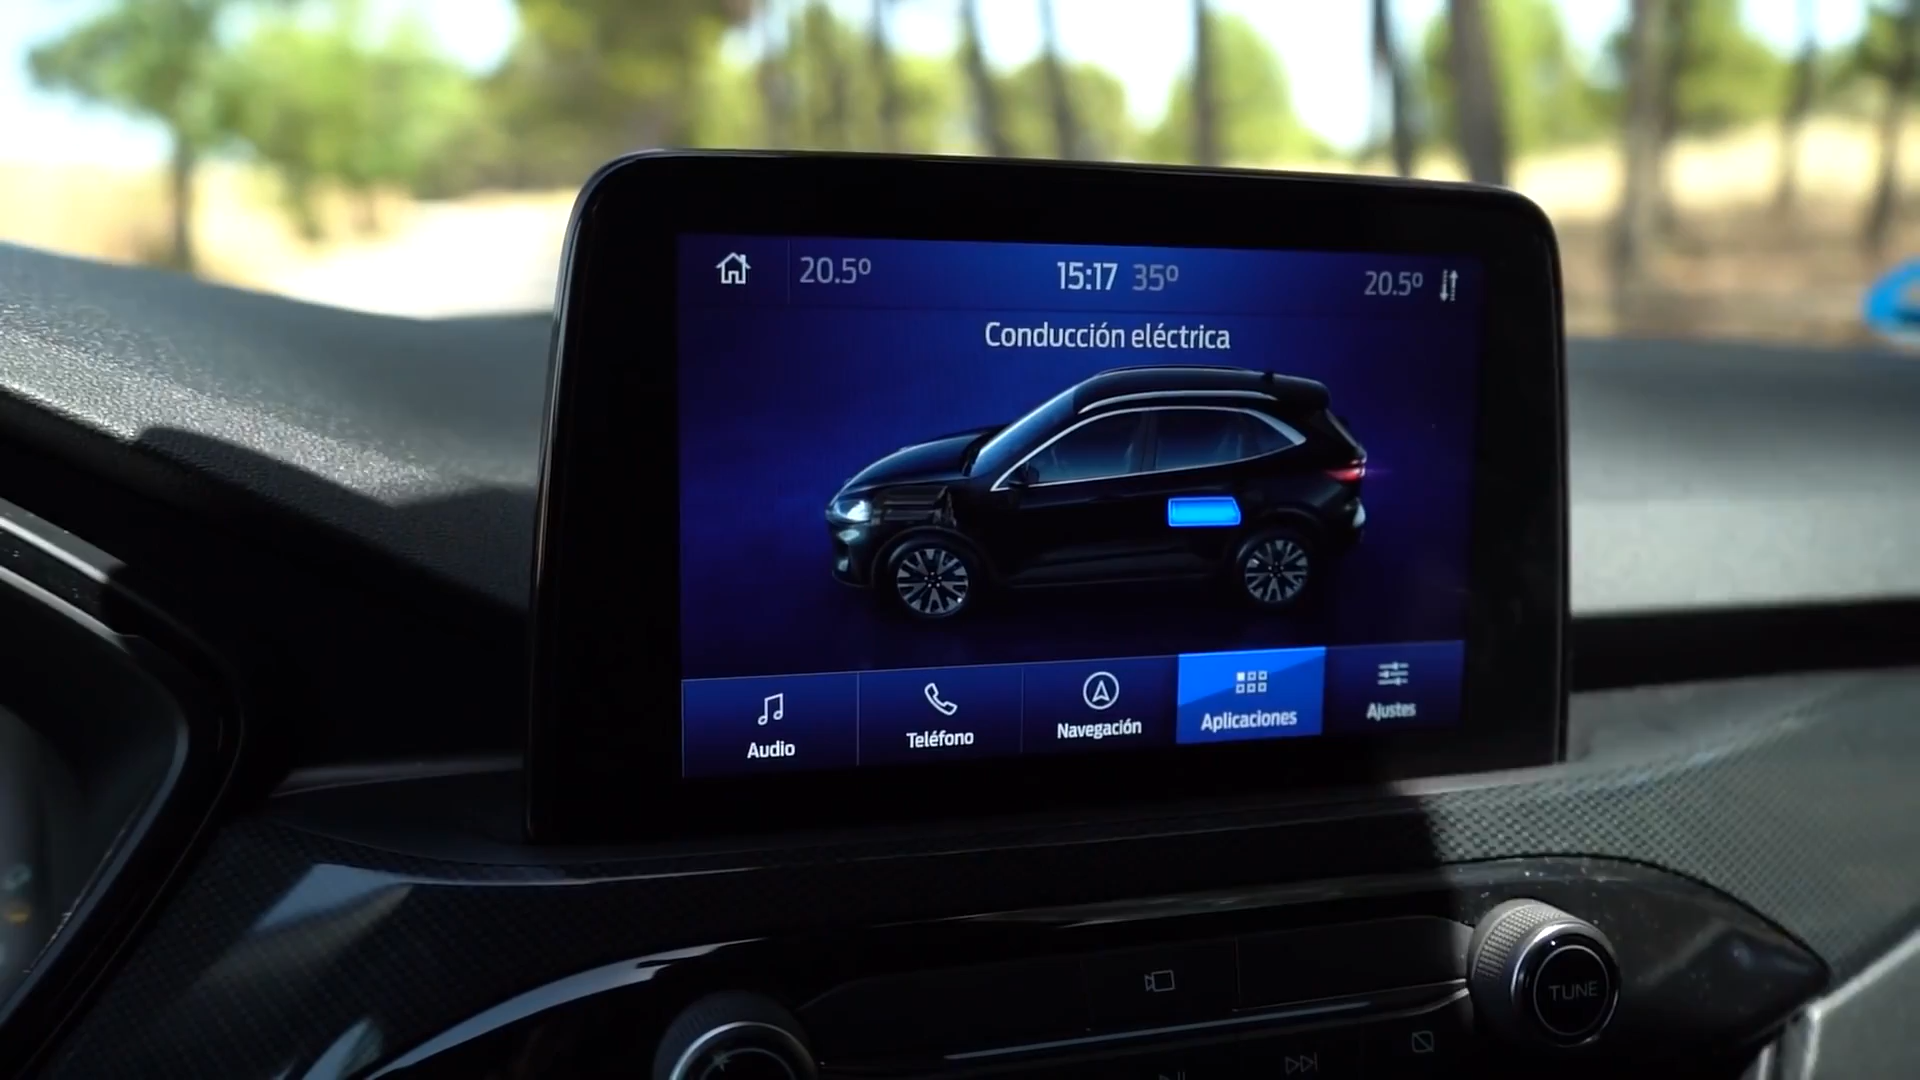 20.5º 15:17 35º 20.5º
Conducción eléctrica
Audio
Teléfono
Navegación
Aplicaciones
Ajustes
TUNE